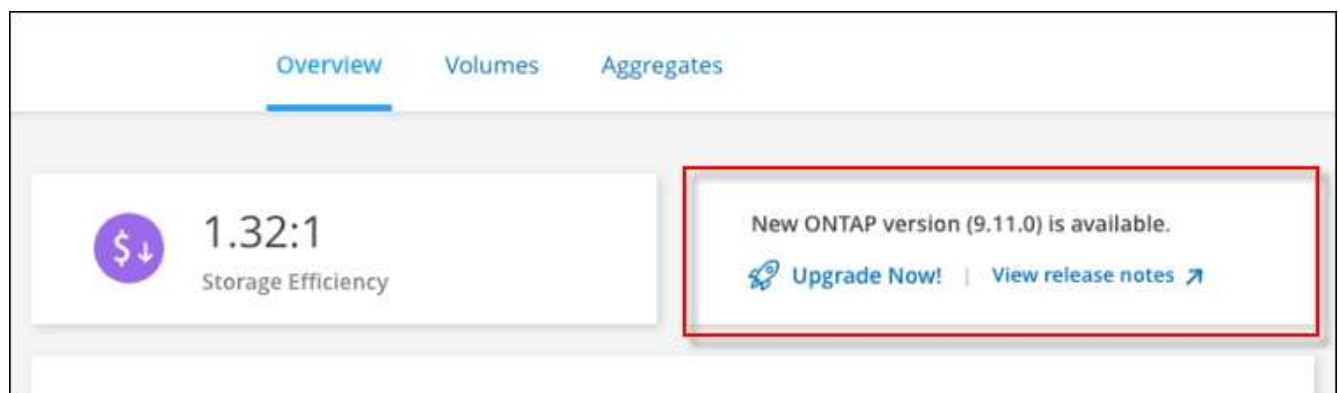 Overview Volumes Aggregates
1.32:1
Storage Efficiency
New ONTAP version (9.11.0) is available.
Upgrade Now! | View release notes